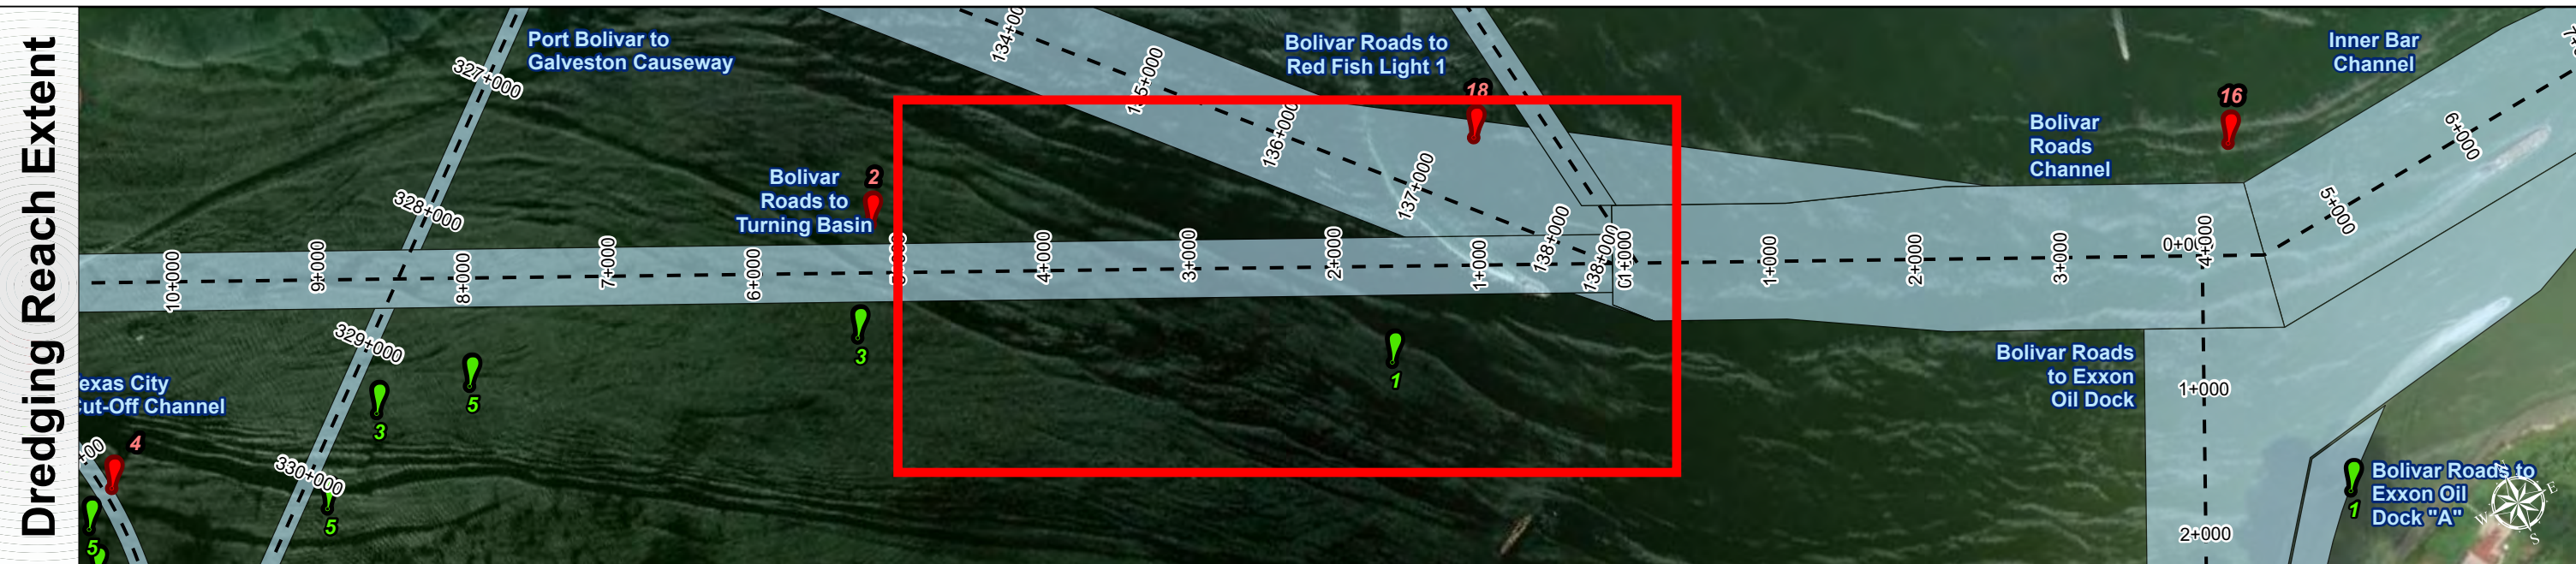 Dredging Reach Extent
Port Bolivar to
Galveston Causeway
327+000
328+000
329+000
330+000
134+00
135+000
136+000
137+000
138+000
138+000
Bolivar Roads to
Red Fish Light 1
18
16
Inner Bar
Channel
Bolivar
Roads
Channel
6+000
5+000
Bolivar
Roads to
Turning Basin
2
10+000
9+000
8+000
7+000
6+000
4+000
3+000
2+000
1+000
1+000
2+000
3+000
4+000
3
1
5
3
5
5
4
exas City
Cut-Off Channel
Bolivar Roads
to Exxon
Oil Dock
1+000
2+000
1
Bolivar Roads to
Exxon Oil
Dock "A"
E
S
W